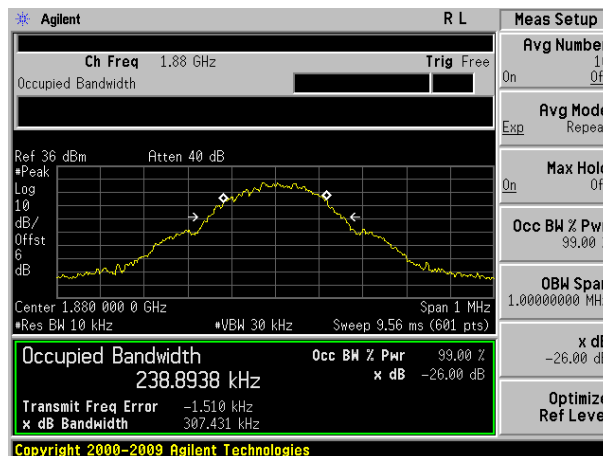 Agilent R L Meas Setup
Ch Freq 1.88 GHz Trig Free
Occupied Bandwidth
Avg Number
On
Avg Mode
Exp
Max Hold
On
Ref 36 dBm Atten 40 dB
#Peak
Log
10
dB/
Offst
6
dB
Occ BW % Pwr
99.00 %
OBW Span
1.00000000 MHz
Center 1.880 000 0 GHz Span 1 MHz
#Res BW 10 kHz #VBW 30 kHz Sweep 9.56 ms (601 pts)
Occupied Bandwidth Occ BW % Pwr 99.00 %
238.8938 kHz x dB -26.00 dB
Transmit Freq Error -1.510 kHz
x dB Bandwidth 307.431 kHz
x dB
-26.00 dB
Optimize
Ref Level
Copyright 2000-2009 Agilent Technologies